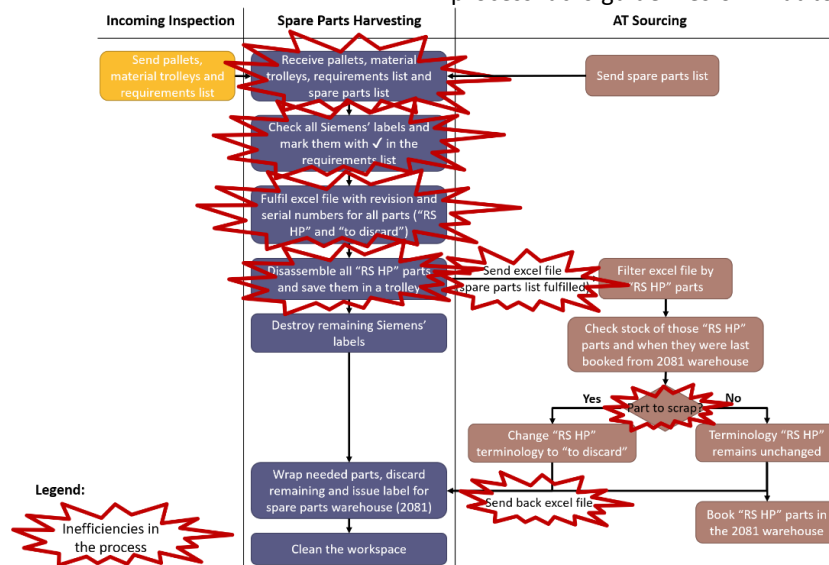 Incoming Inspection
Spare Parts Harvesting
AT Sourcing
Send pallets,
material trolleys and
requirements list
Receive pallets, material
trolleys, requirements list and
spare parts list
Send spare parts list
Check all Siemens' labels and
mark them with ✓ in the
requirements list
Fulfil excel file with revision and
serial numbers for all parts ("RS
HP" and "to discard")
Disassemble all "RS HP" parts
and save them in a trolley
Send excel file
(spare parts list fulfilled)
Filter excel file by
"RS HP" parts
Destroy remaining Siemens'
labels
Check stock of those "RS HP"
parts and when they were last
booked from 2081 warehouse
Yes
Part to scrap?
No
Change "RS HP"
terminology to "to discard"
Terminology "RS HP"
remains unchanged
Wrap needed parts, discard
remaining and issue label for
spare parts warehouse (2081)
Send back excel file
Book "RS HP" parts in
the 2081 warehouse
Clean the workspace
Legend:
Inefficiencies in
the process